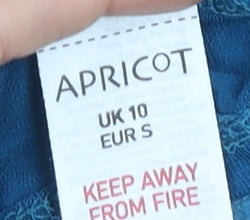 APRICOT
UK 10
EUR S
KEEP AWAY
FROM FIRE